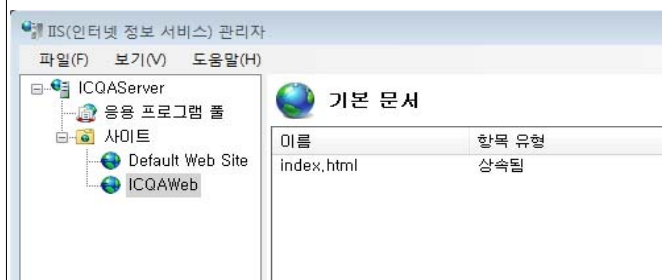 IIS(인터넷 정보 서비스) 관리자
파일(F) 보기(V) 도움말(H)
ICQAServer
응용 프로그램 풀
사이트
Default Web Site
ICQAWeb
기본 문서
이름 항목 유형
index.html 상속됨